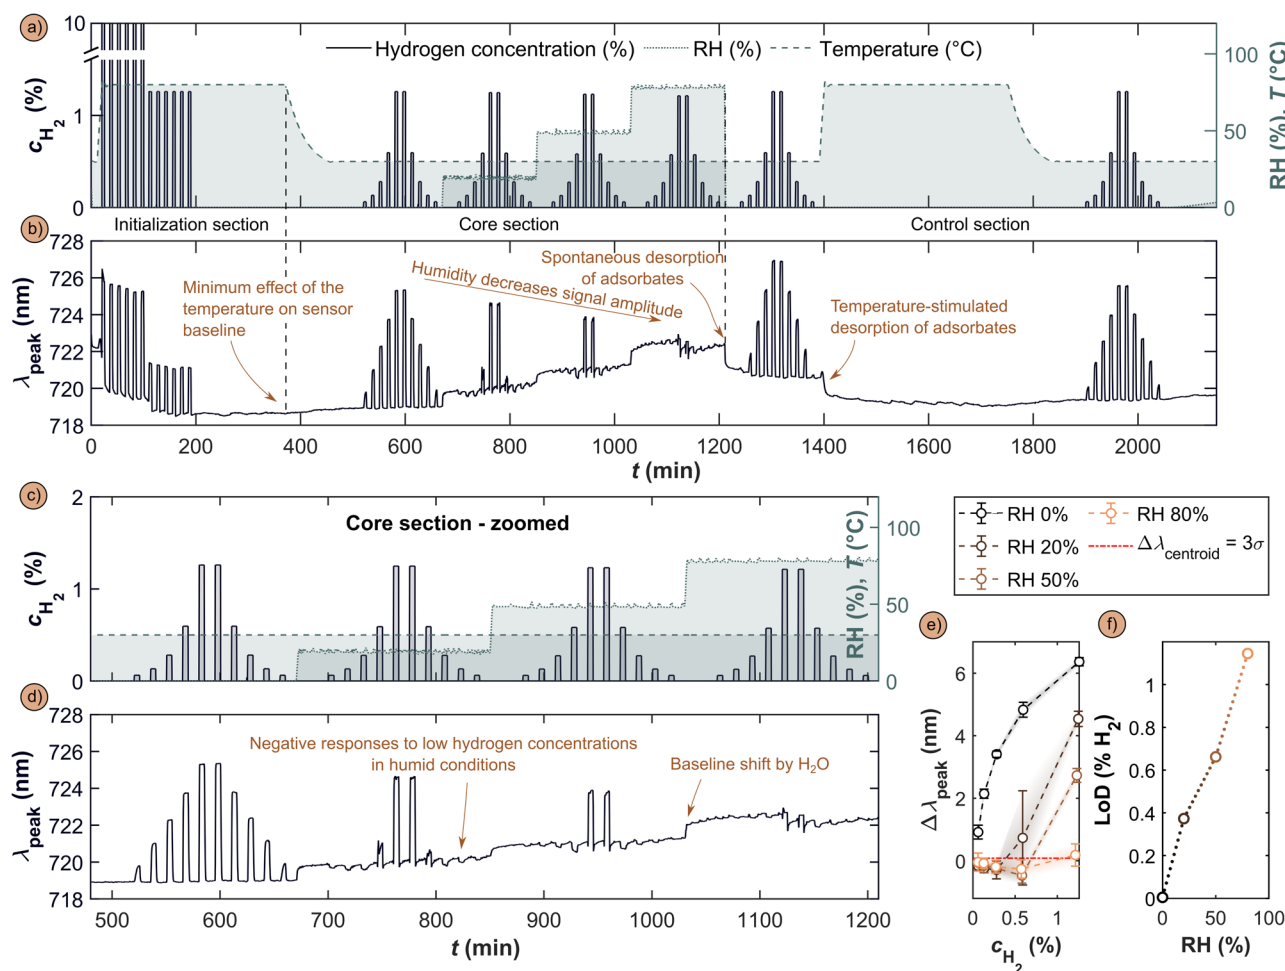 a)
10
1
0
c_H2 (%)
Hydrogen concentration (%)
RH (%)
Temperature (°C)
100
50
0
RH (%), T (°C)
Initialization section
Core section
Control section
b)
728
726
724
722
720
718
λ_peak (nm)
Minimum effect of the
temperature on sensor
baseline
Humidity decreases signal amplitude
Spontaneous desorption
of adsorbates
Temperature-stimulated
desorption of adsorbates
0 200 400 600 800 1000 1200 1400 1600 1800 2000
t (min)
c)
2
1
0
c_H2 (%)
Core section - zoomed
100
50
0
RH (%), T (°C)
d)
728
726
724
722
720
718
λ_peak (nm)
Negative responses to low hydrogen concentrations
in humid conditions
Baseline shift by H2O
500 600 700 800 900 1000 1100 1200
t (min)
RH 0%
RH 20%
RH 50%
RH 80%
Δλ_centroid = 3σ
e)
6
4
2
0
Δλ_peak (nm)
0 0.5 1
c_H2 (%)
f)
1
0.8
0.6
0.4
0.2
0
LoD (% H2)
0 50 100
RH (%)